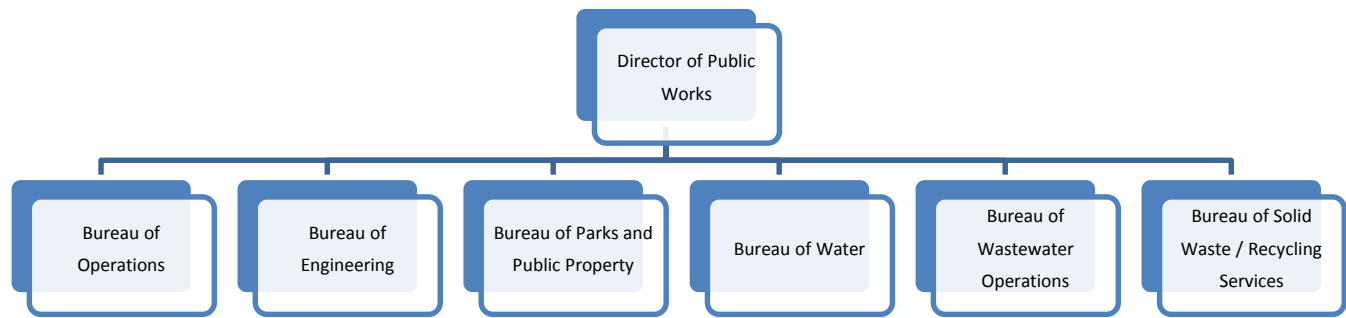 Director of Public
Works
Bureau of
Operations
Bureau of
Engineering
Bureau of Parks and
Public Property
Bureau of Water
Bureau of
Wastewater
Operations
Bureau of Solid
Waste / Recycling
Services